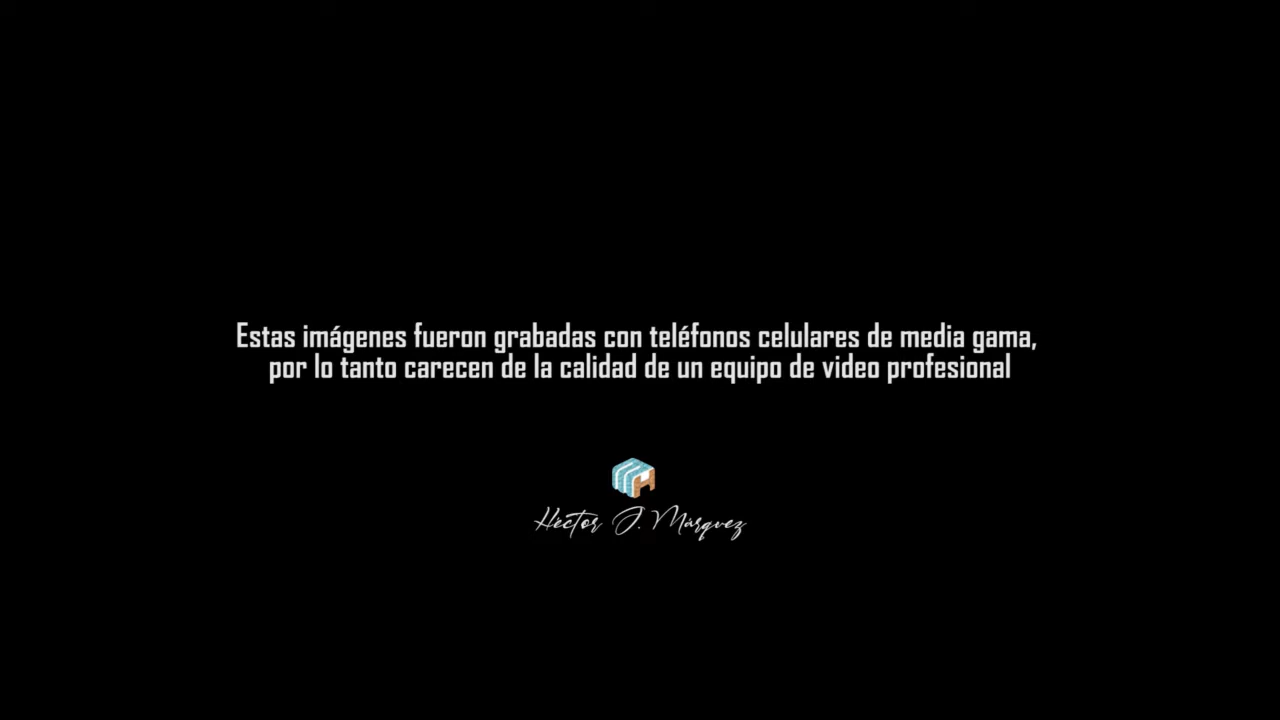 Estas imágenes fueron grabadas con teléfonos celulares de media gama,
por lo tanto carecen de la calidad de un equipo de video profesional
Héctor J. Márquez